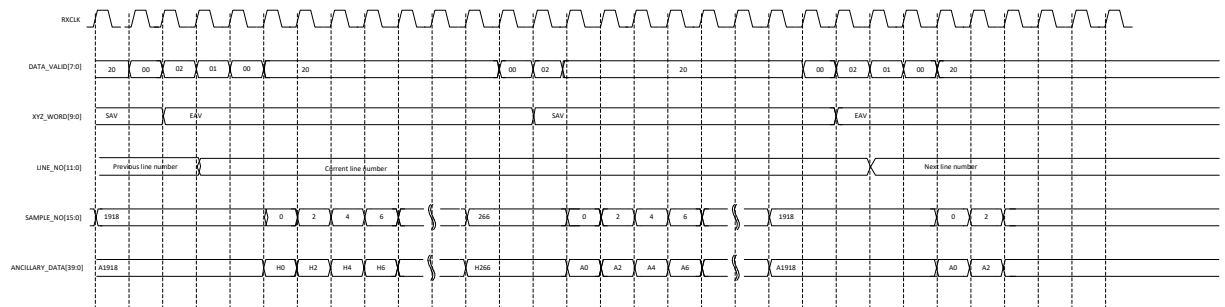 RXCLK
DATA_VALID[7:0] 20 00 02 01 00 20 00 02 20 00 02 01 00 20
XYZ_WORD[9:0] SAV EAV SAV EAV
LINE_NO[11:0] Previous line number Current line number Next line number
SAMPLE_NO[15:0] 1918 0 2 4 6 266 0 2 4 6 1918 0 2
ANCILLARY_DATA[39:0] A1918 H0 H2 H4 H6 H266 A0 A2 A4 A6 A1918 A0 A2